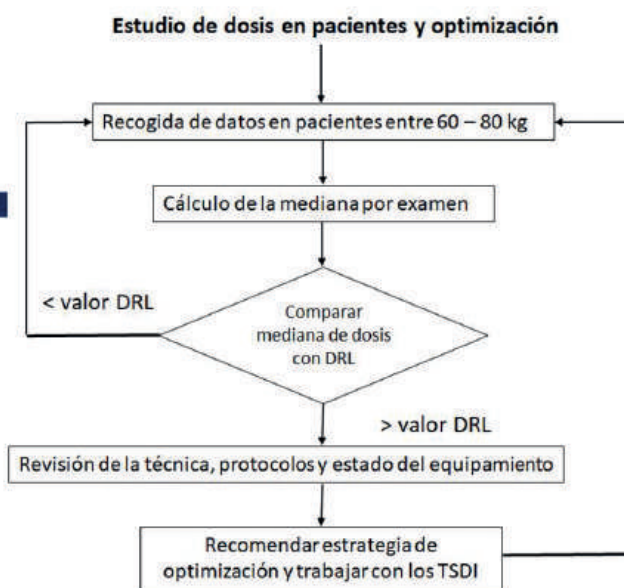 Estudio de dosis en pacientes y optimización
Recogida de datos en pacientes entre 60 – 80 kg
Cálculo de la mediana por examen
< valor DRL
Comparar
mediana de dosis
con DRL
> valor DRL
Revisión de la técnica, protocolos y estado del equipamiento
Recomendar estrategia de
optimización y trabajar con los TSDI